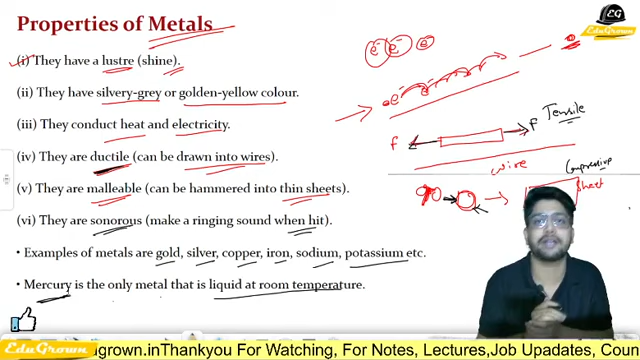 Properties of Metals
EG
EduGrown
(i) They have a lustre (shine).
(ii) They have silvery-grey or golden-yellow colour.
(iii) They conduct heat and electricity.
(iv) They are ductile (can be drawn into wires).
(v) They are malleable (can be hammered into thin sheets).
(vi) They are sonorous (make a ringing sound when hit).
• Examples of metals are gold, silver, copper, iron, sodium, potassium etc.
• Mercury is the only metal that is liquid at room temperature.
e- e- e-
e-
Tensile
F F
wire
Compressive
Sheet
EduGrown
grown.inThankyou For Watching, For Notes, Lectures,Job Upadates, Coun